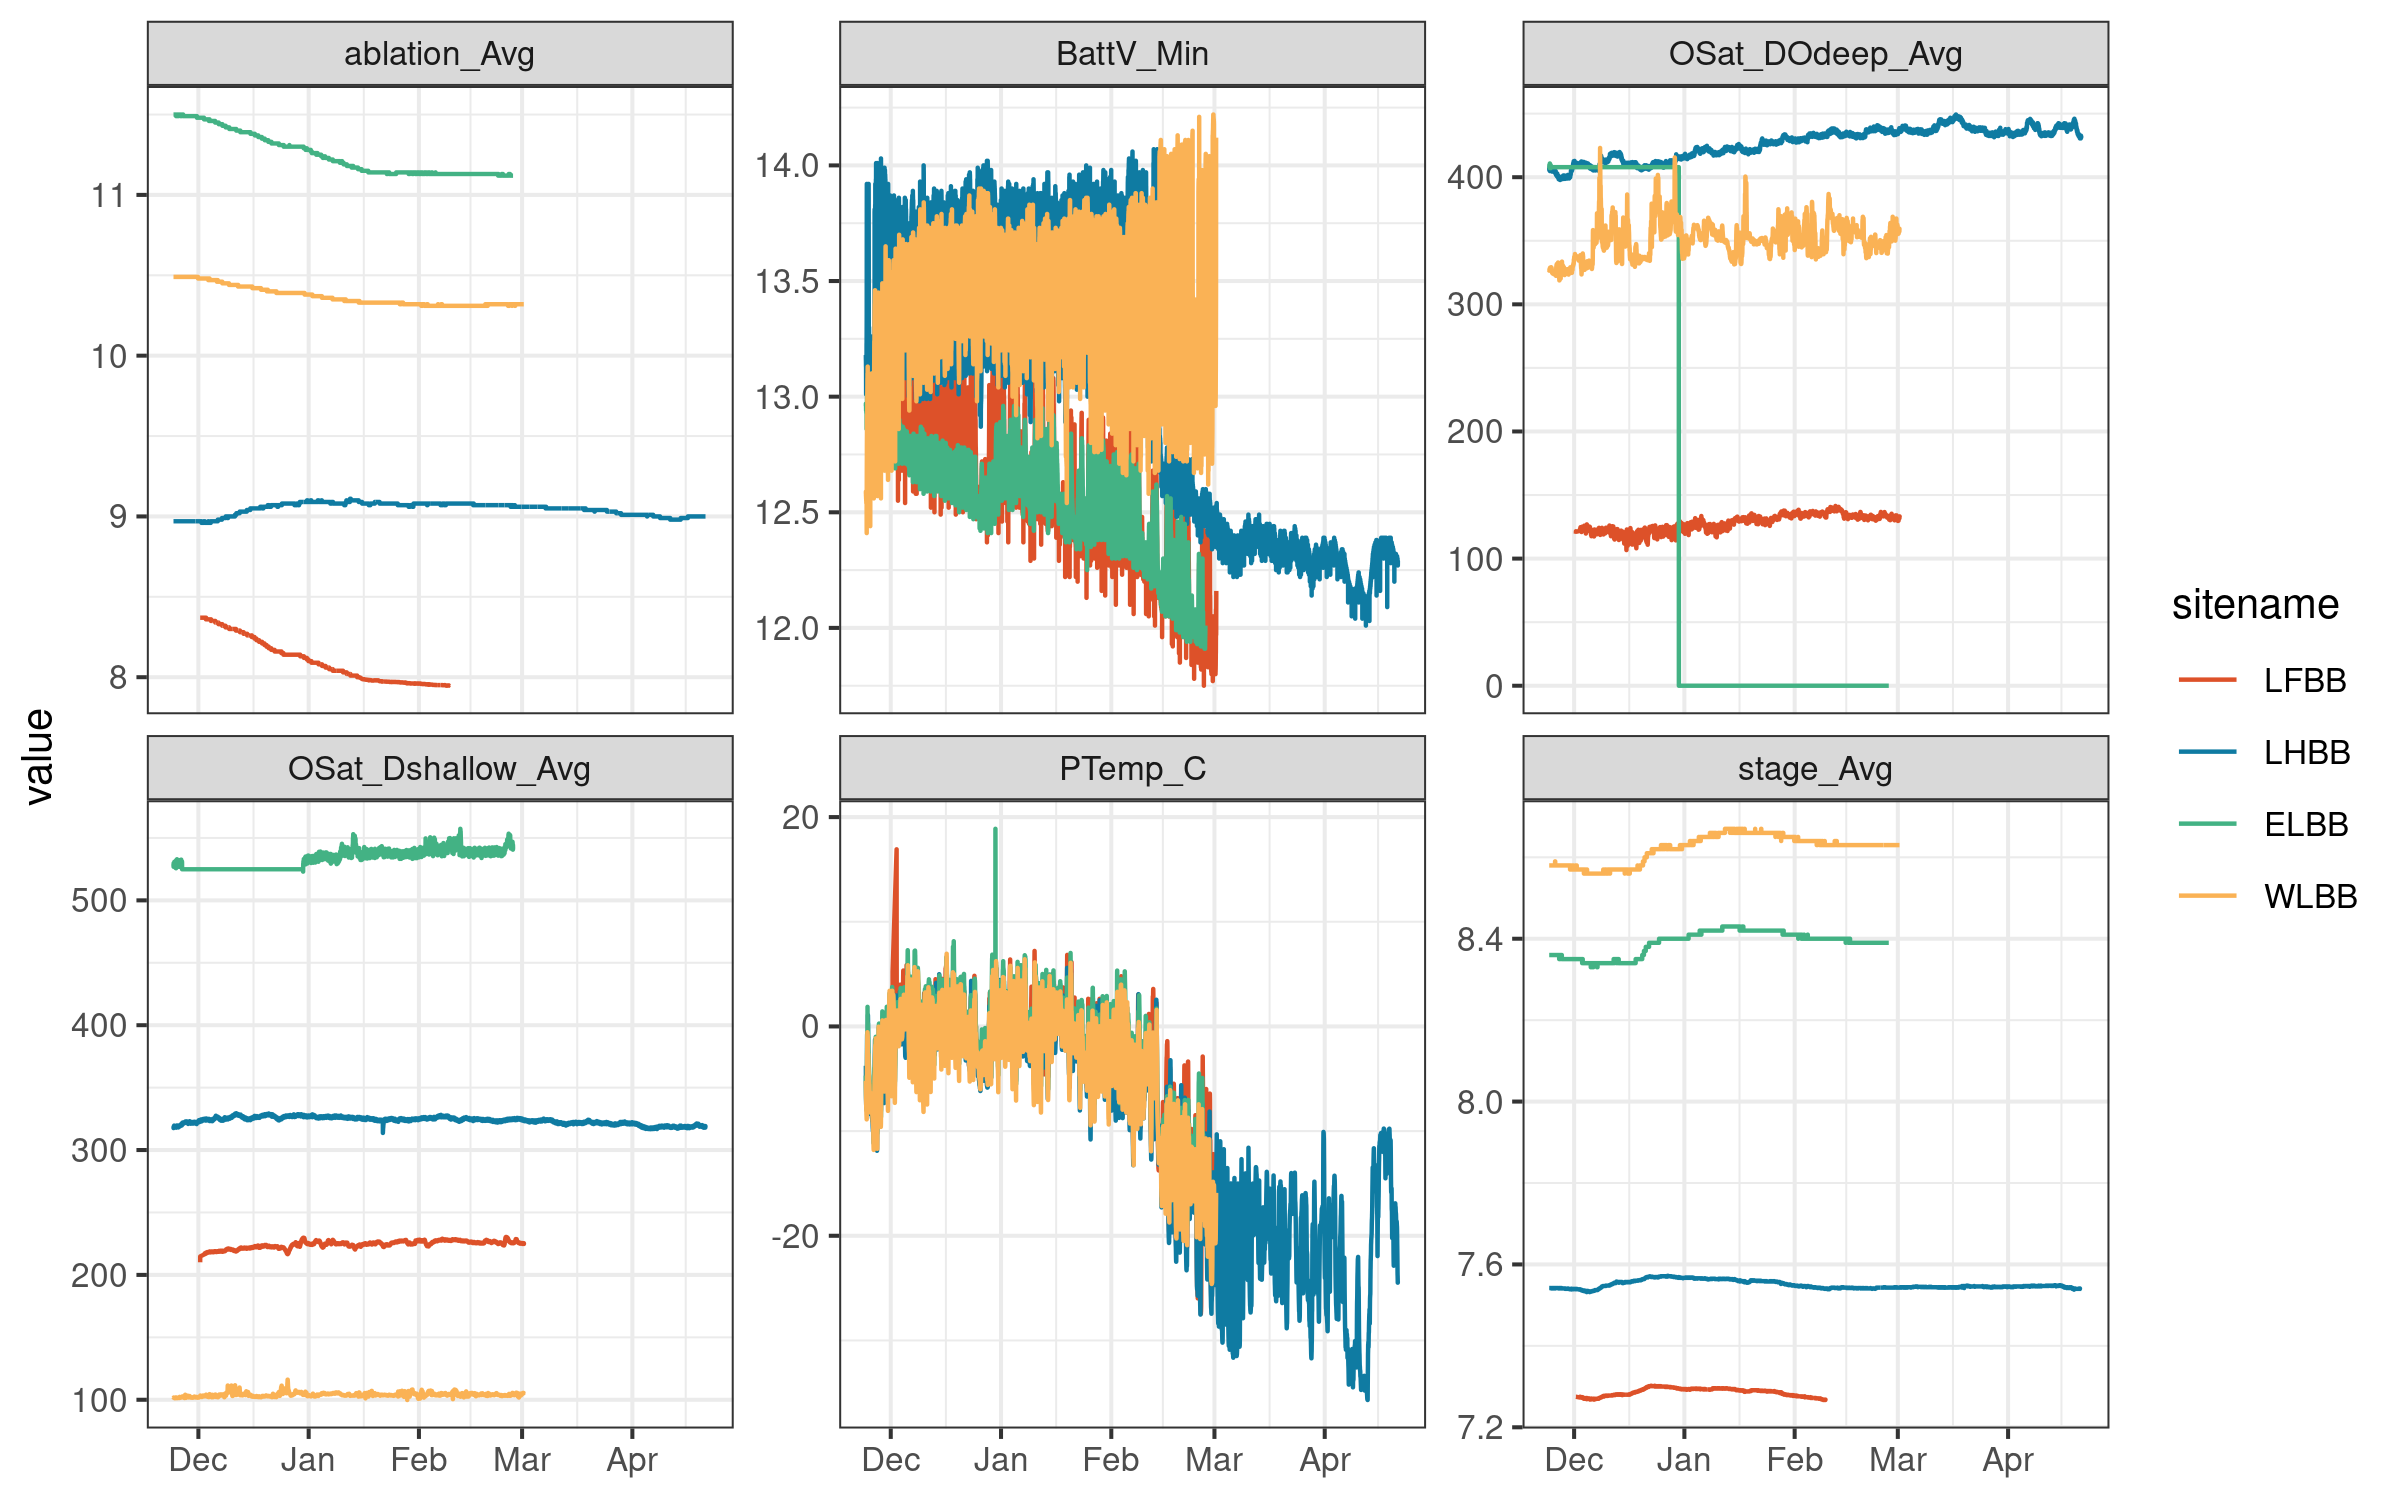 ablation_Avg
BattV_Min
OSat_DOdeep_Avg
11
10
9
8
14.0
13.5
13.0
12.5
12.0
400
300
200
100
0
value
OSat_Dshallow_Avg
PTemp_C
stage_Avg
500
400
300
200
100
20
0
-20
8.4
8.0
7.6
7.2
Dec Jan Feb Mar Apr
Dec Jan Feb Mar Apr
Dec Jan Feb Mar Apr
sitename
LFBB
LHBB
ELBB
WLBB